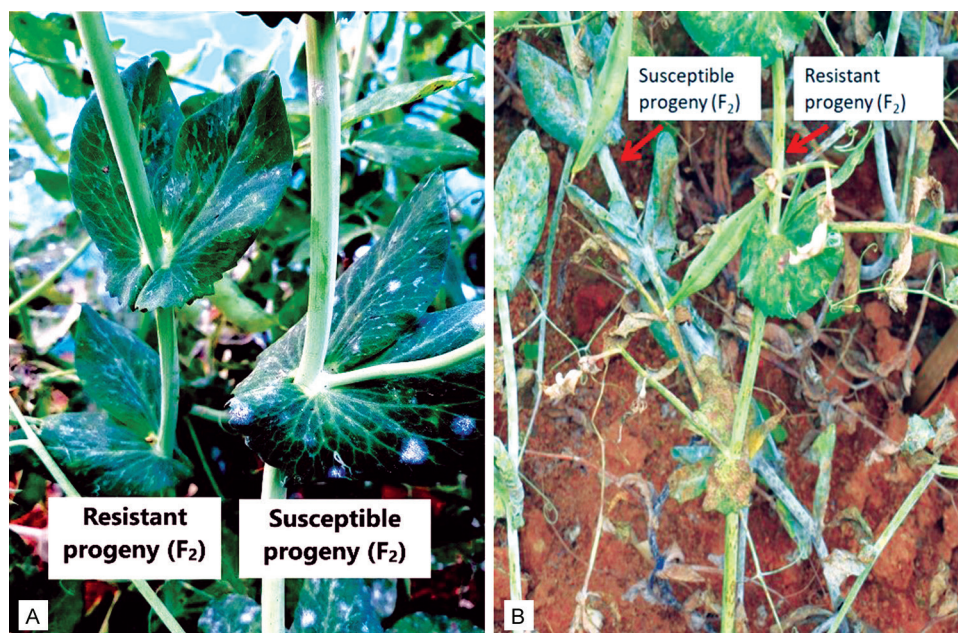 Resistant
progeny (F₂)
Susceptible
progeny (F₂)
A
Susceptible
progeny (F₂)
Resistant
progeny (F₂)
B